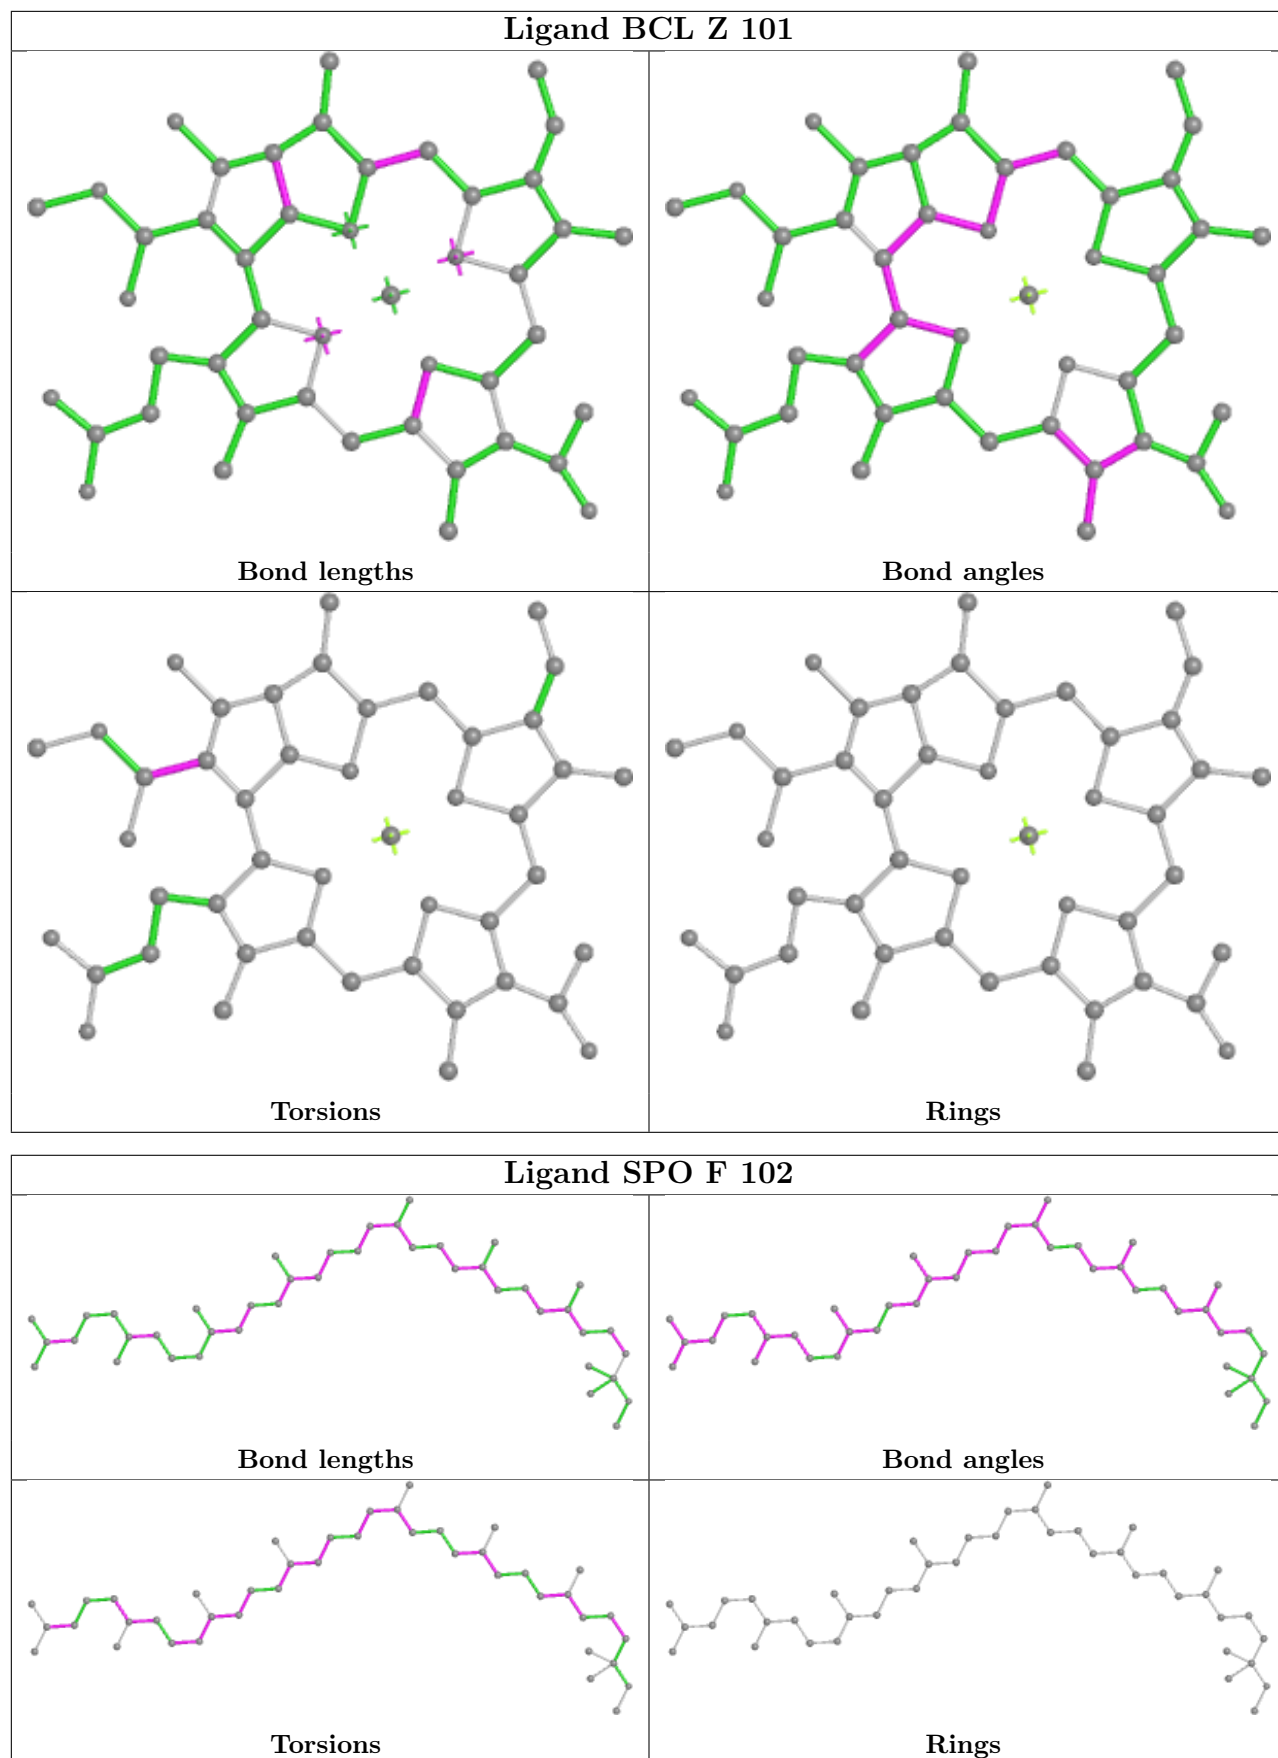 Ligand BCL Z 101
Bond lengths
Bond angles
Torsions
Rings
Ligand SPO F 102
Bond lengths
Bond angles
Torsions
Rings